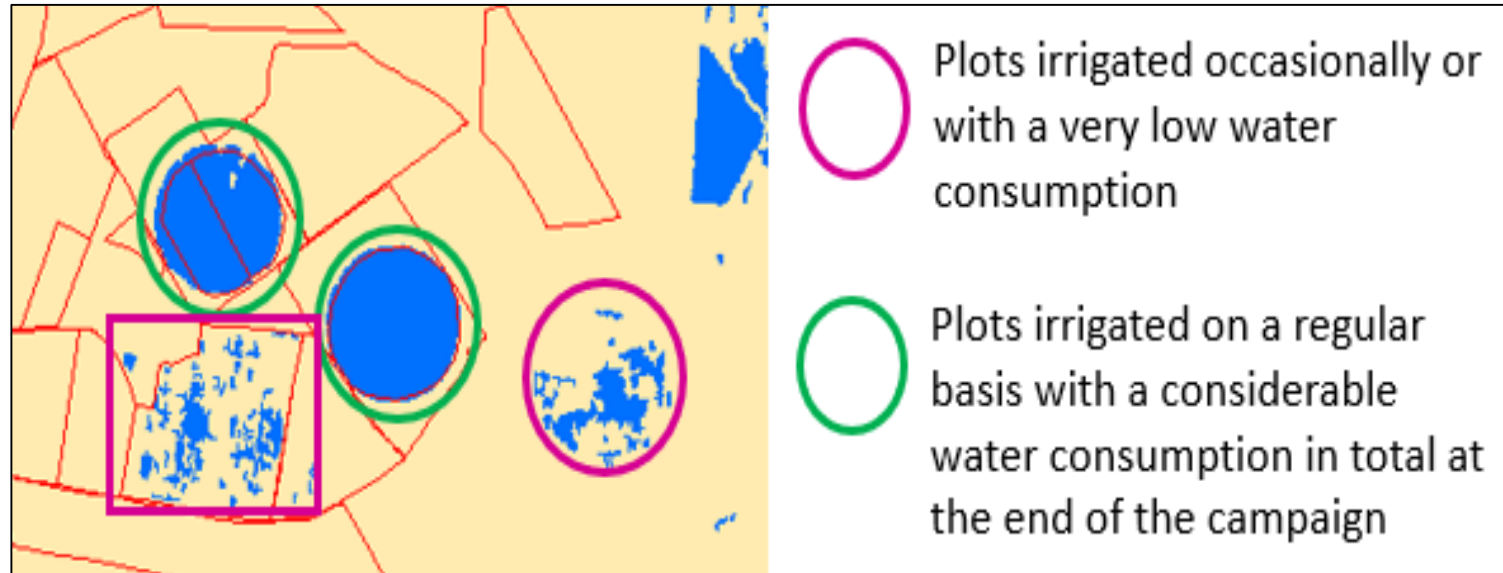 Plots irrigated occasionally or
with a very low water
consumption
Plots irrigated on a regular
basis with a considerable
water consumption in total at
the end of the campaign